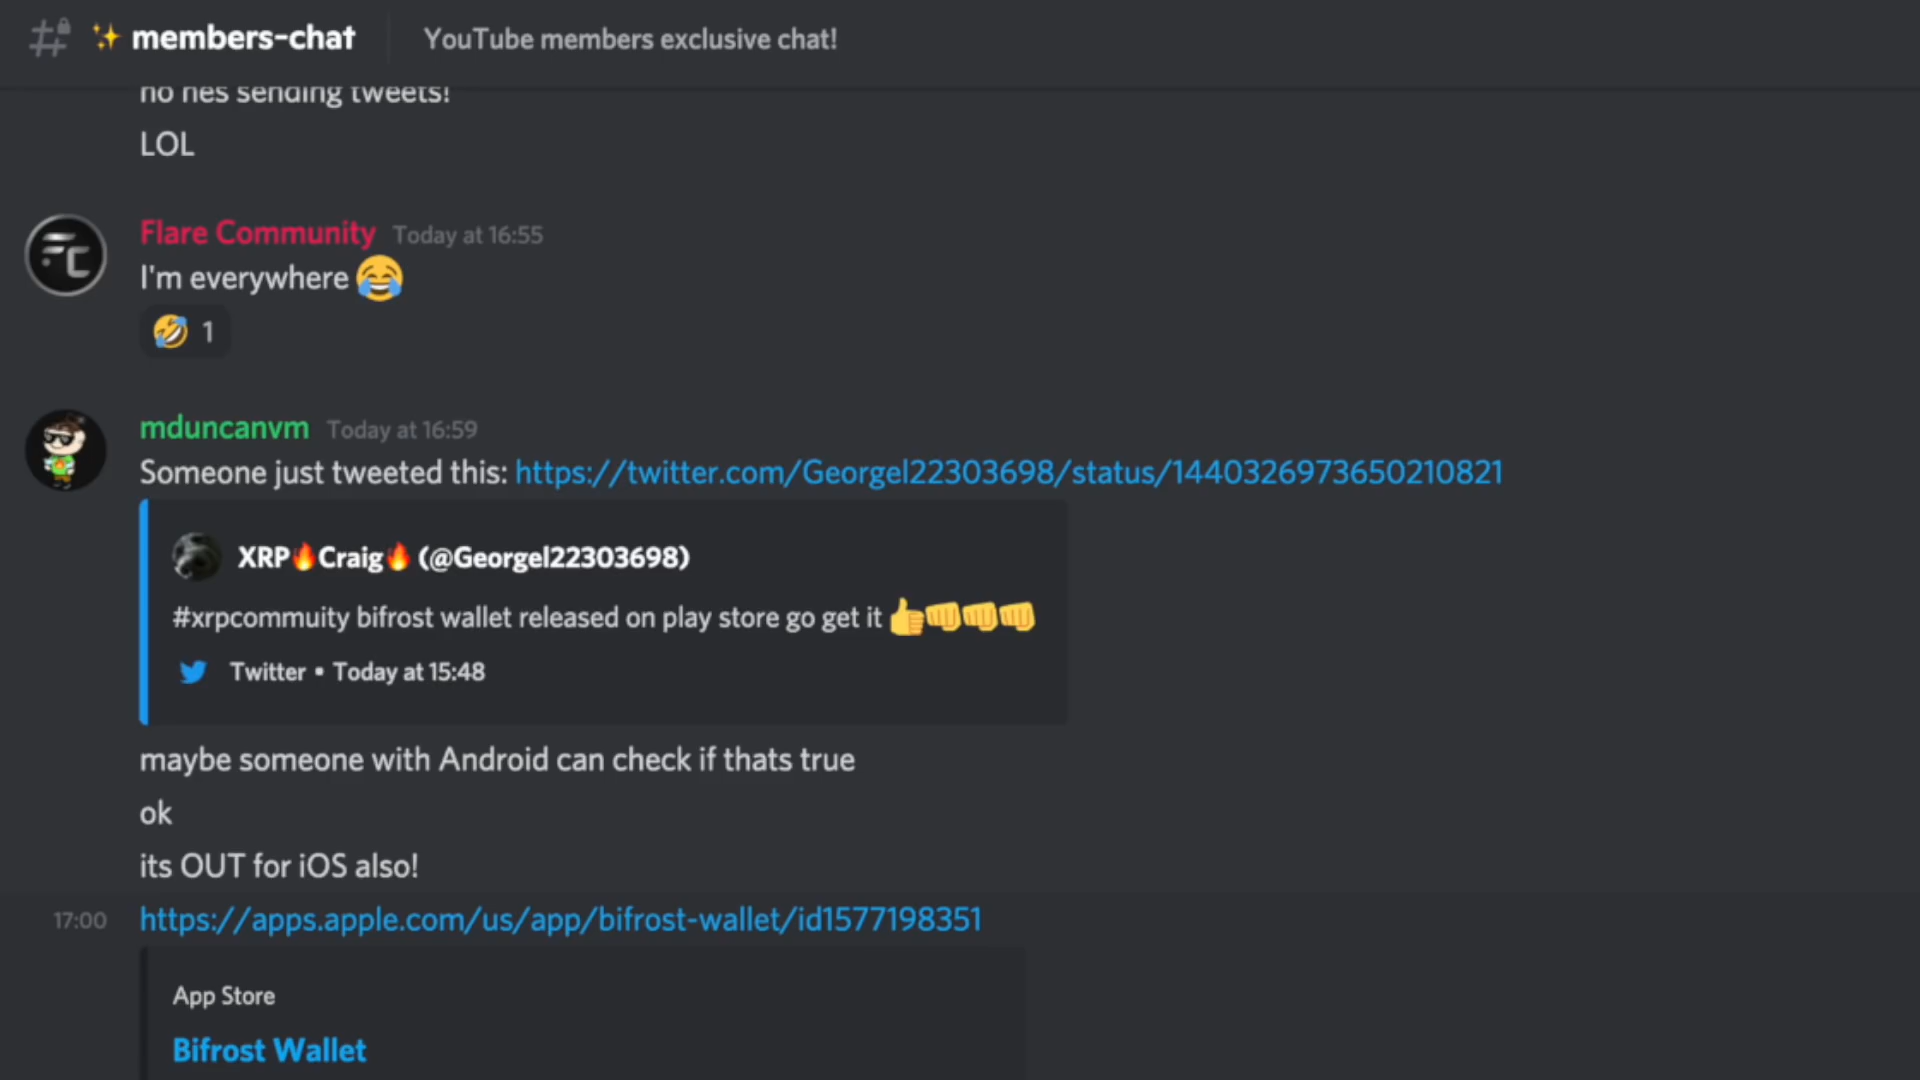 members-chat YouTube members exclusive chat!
no hes sending tweets!
LOL
Flare Community Today at 16:55
I'm everywhere 😂
🤣 1
mduncanvm Today at 16:59
Someone just tweeted this: https://twitter.com/Georgel22303698/status/1440326973650210821
XRP🔥Craig🔥 (@Georgel22303698)
#xrpcommuity bifrost wallet released on play store go get it 👍👊👊👊
Twitter • Today at 15:48
maybe someone with Android can check if thats true
ok
its OUT for iOS also!
17:00 https://apps.apple.com/us/app/bifrost-wallet/id1577198351
App Store
Bifrost Wallet